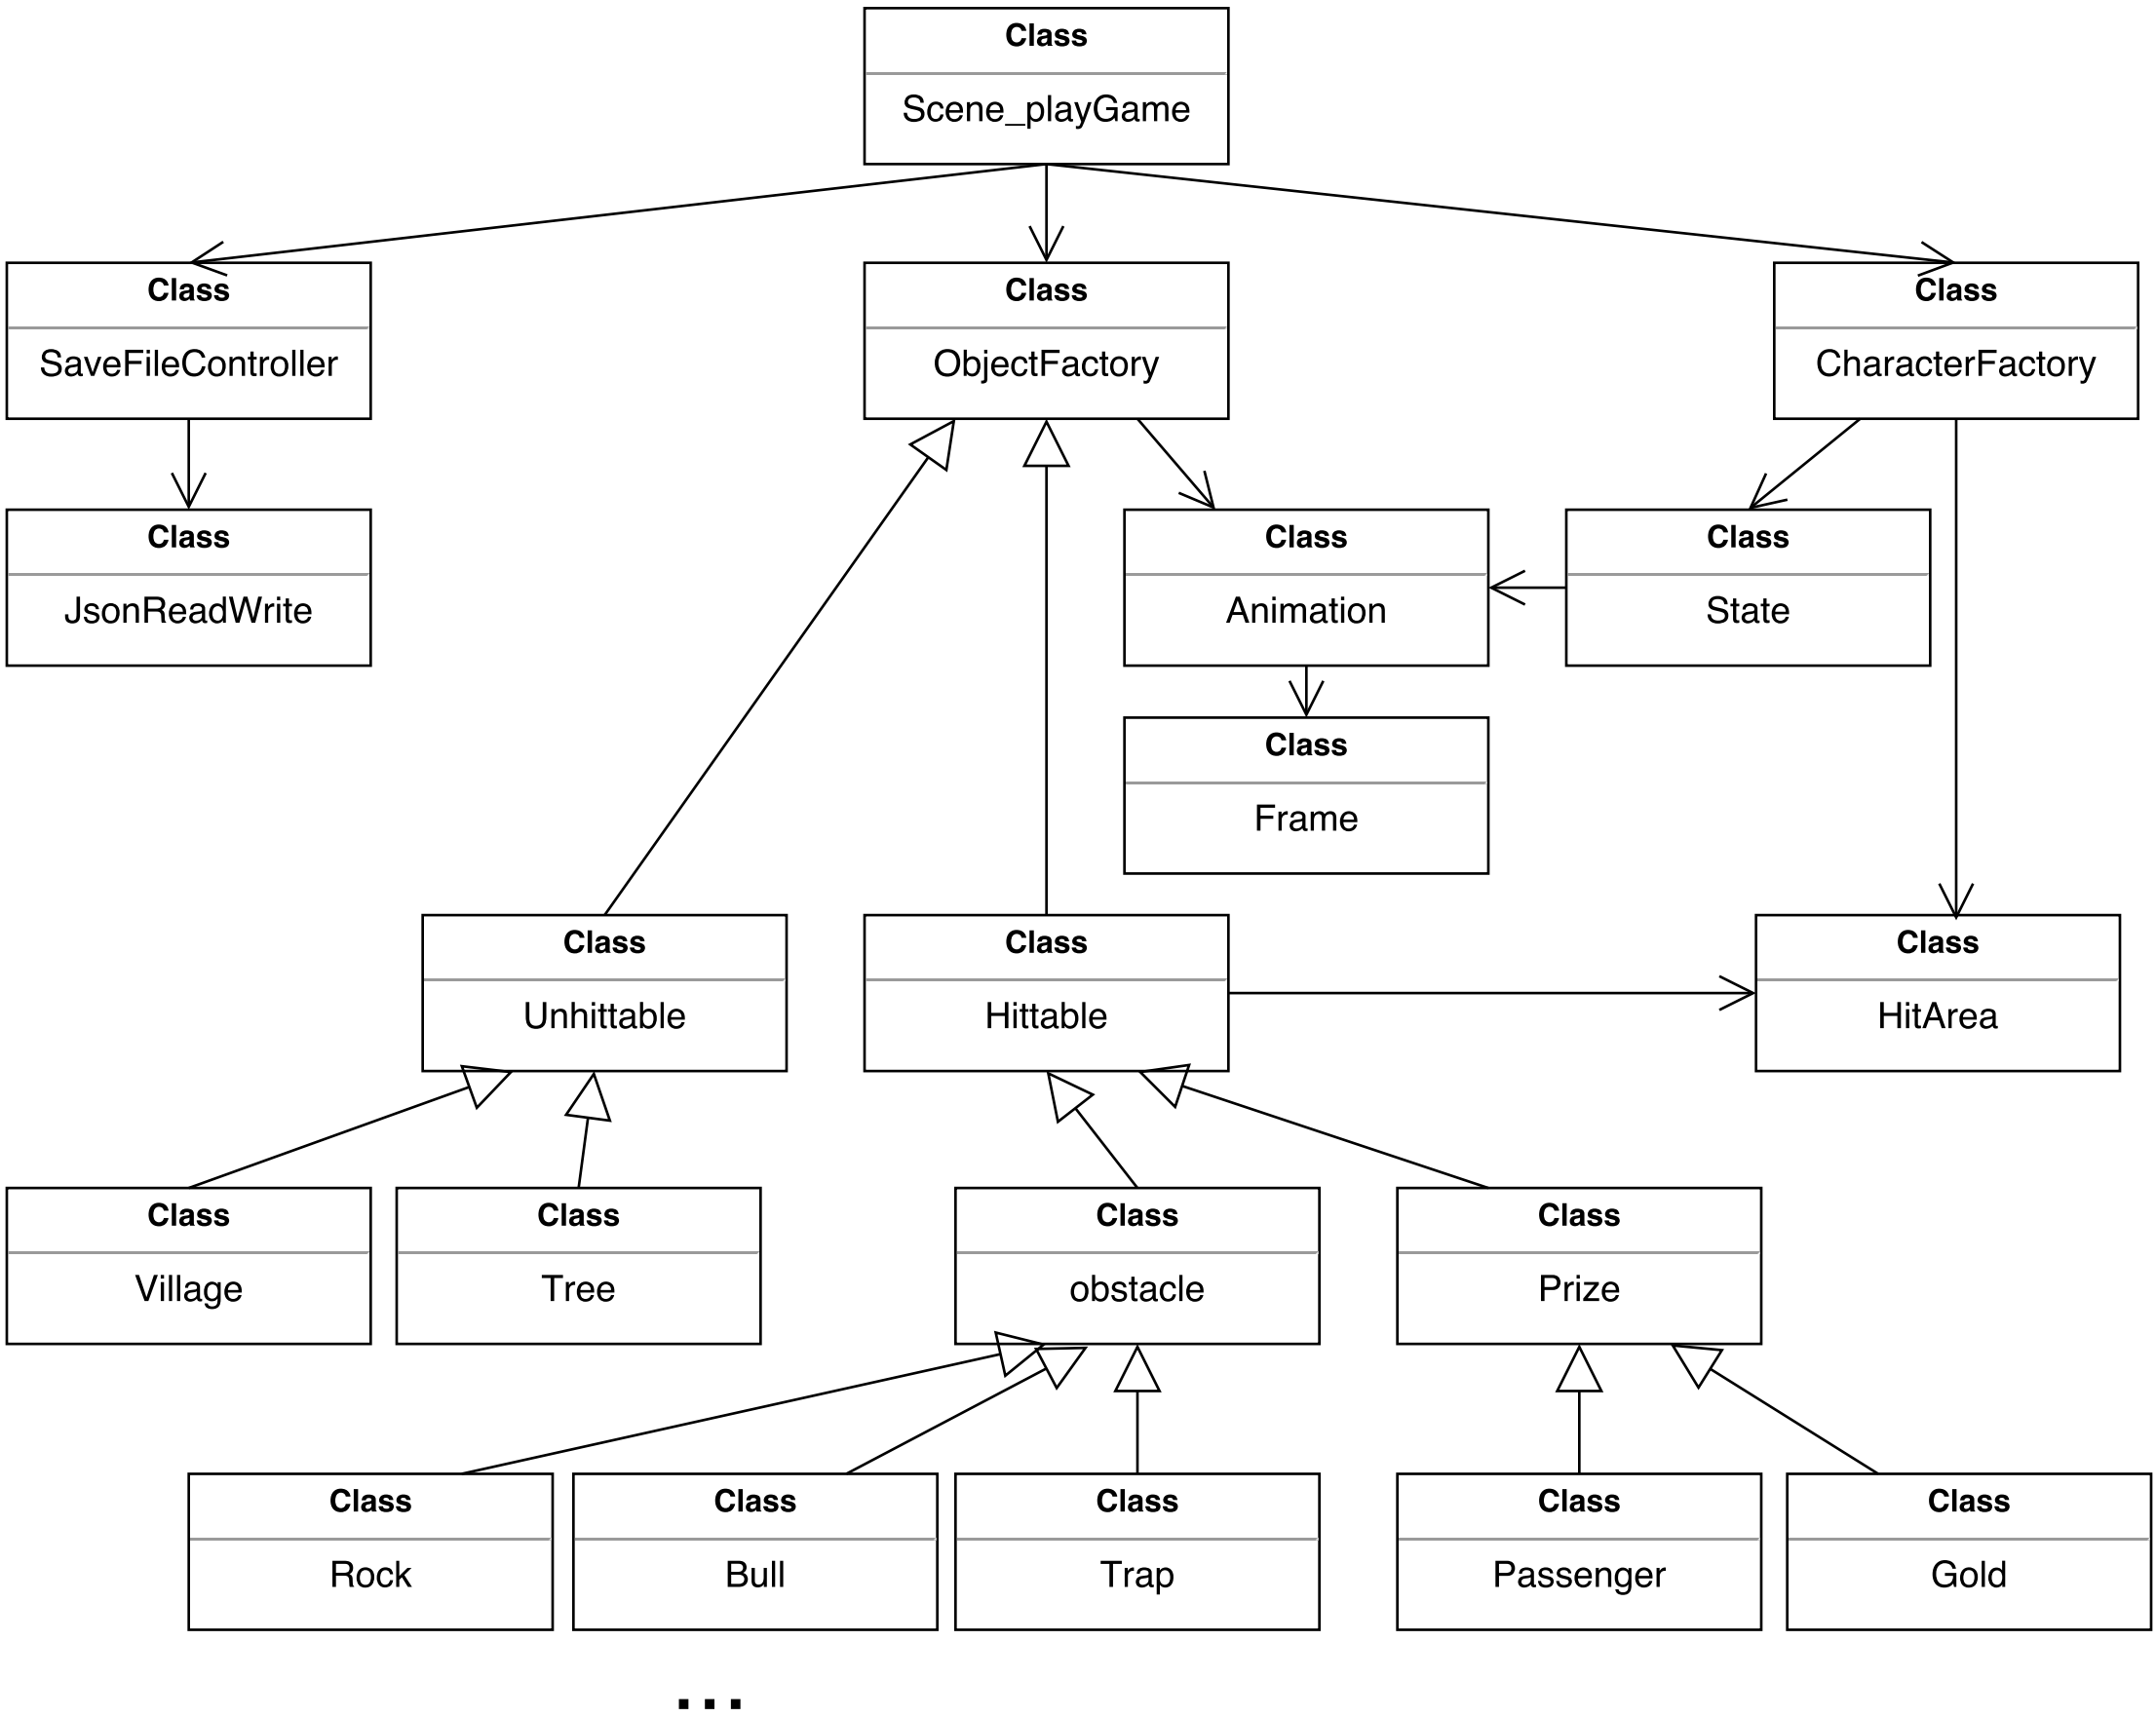 Class
Scene_playGame
Class
SaveFileController
Class
ObjectFactory
Class
CharacterFactory
Class
JsonReadWrite
Class
Animation
Class
State
Class
Frame
Class
Unhittable
Class
Hittable
Class
HitArea
Class
Village
Class
Tree
Class
obstacle
Class
Prize
Class
Rock
Class
Bull
Class
Trap
Class
Passenger
Class
Gold
...